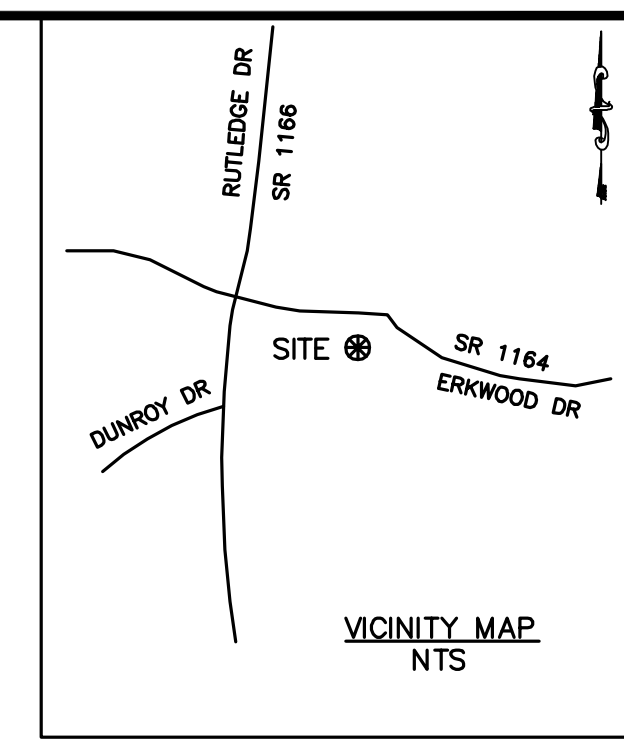 RUTLEDGE DR
SR 1166
SITE
SR 1164
ERKWOOD DR
DUNROY DR
VICINITY MAP
NTS